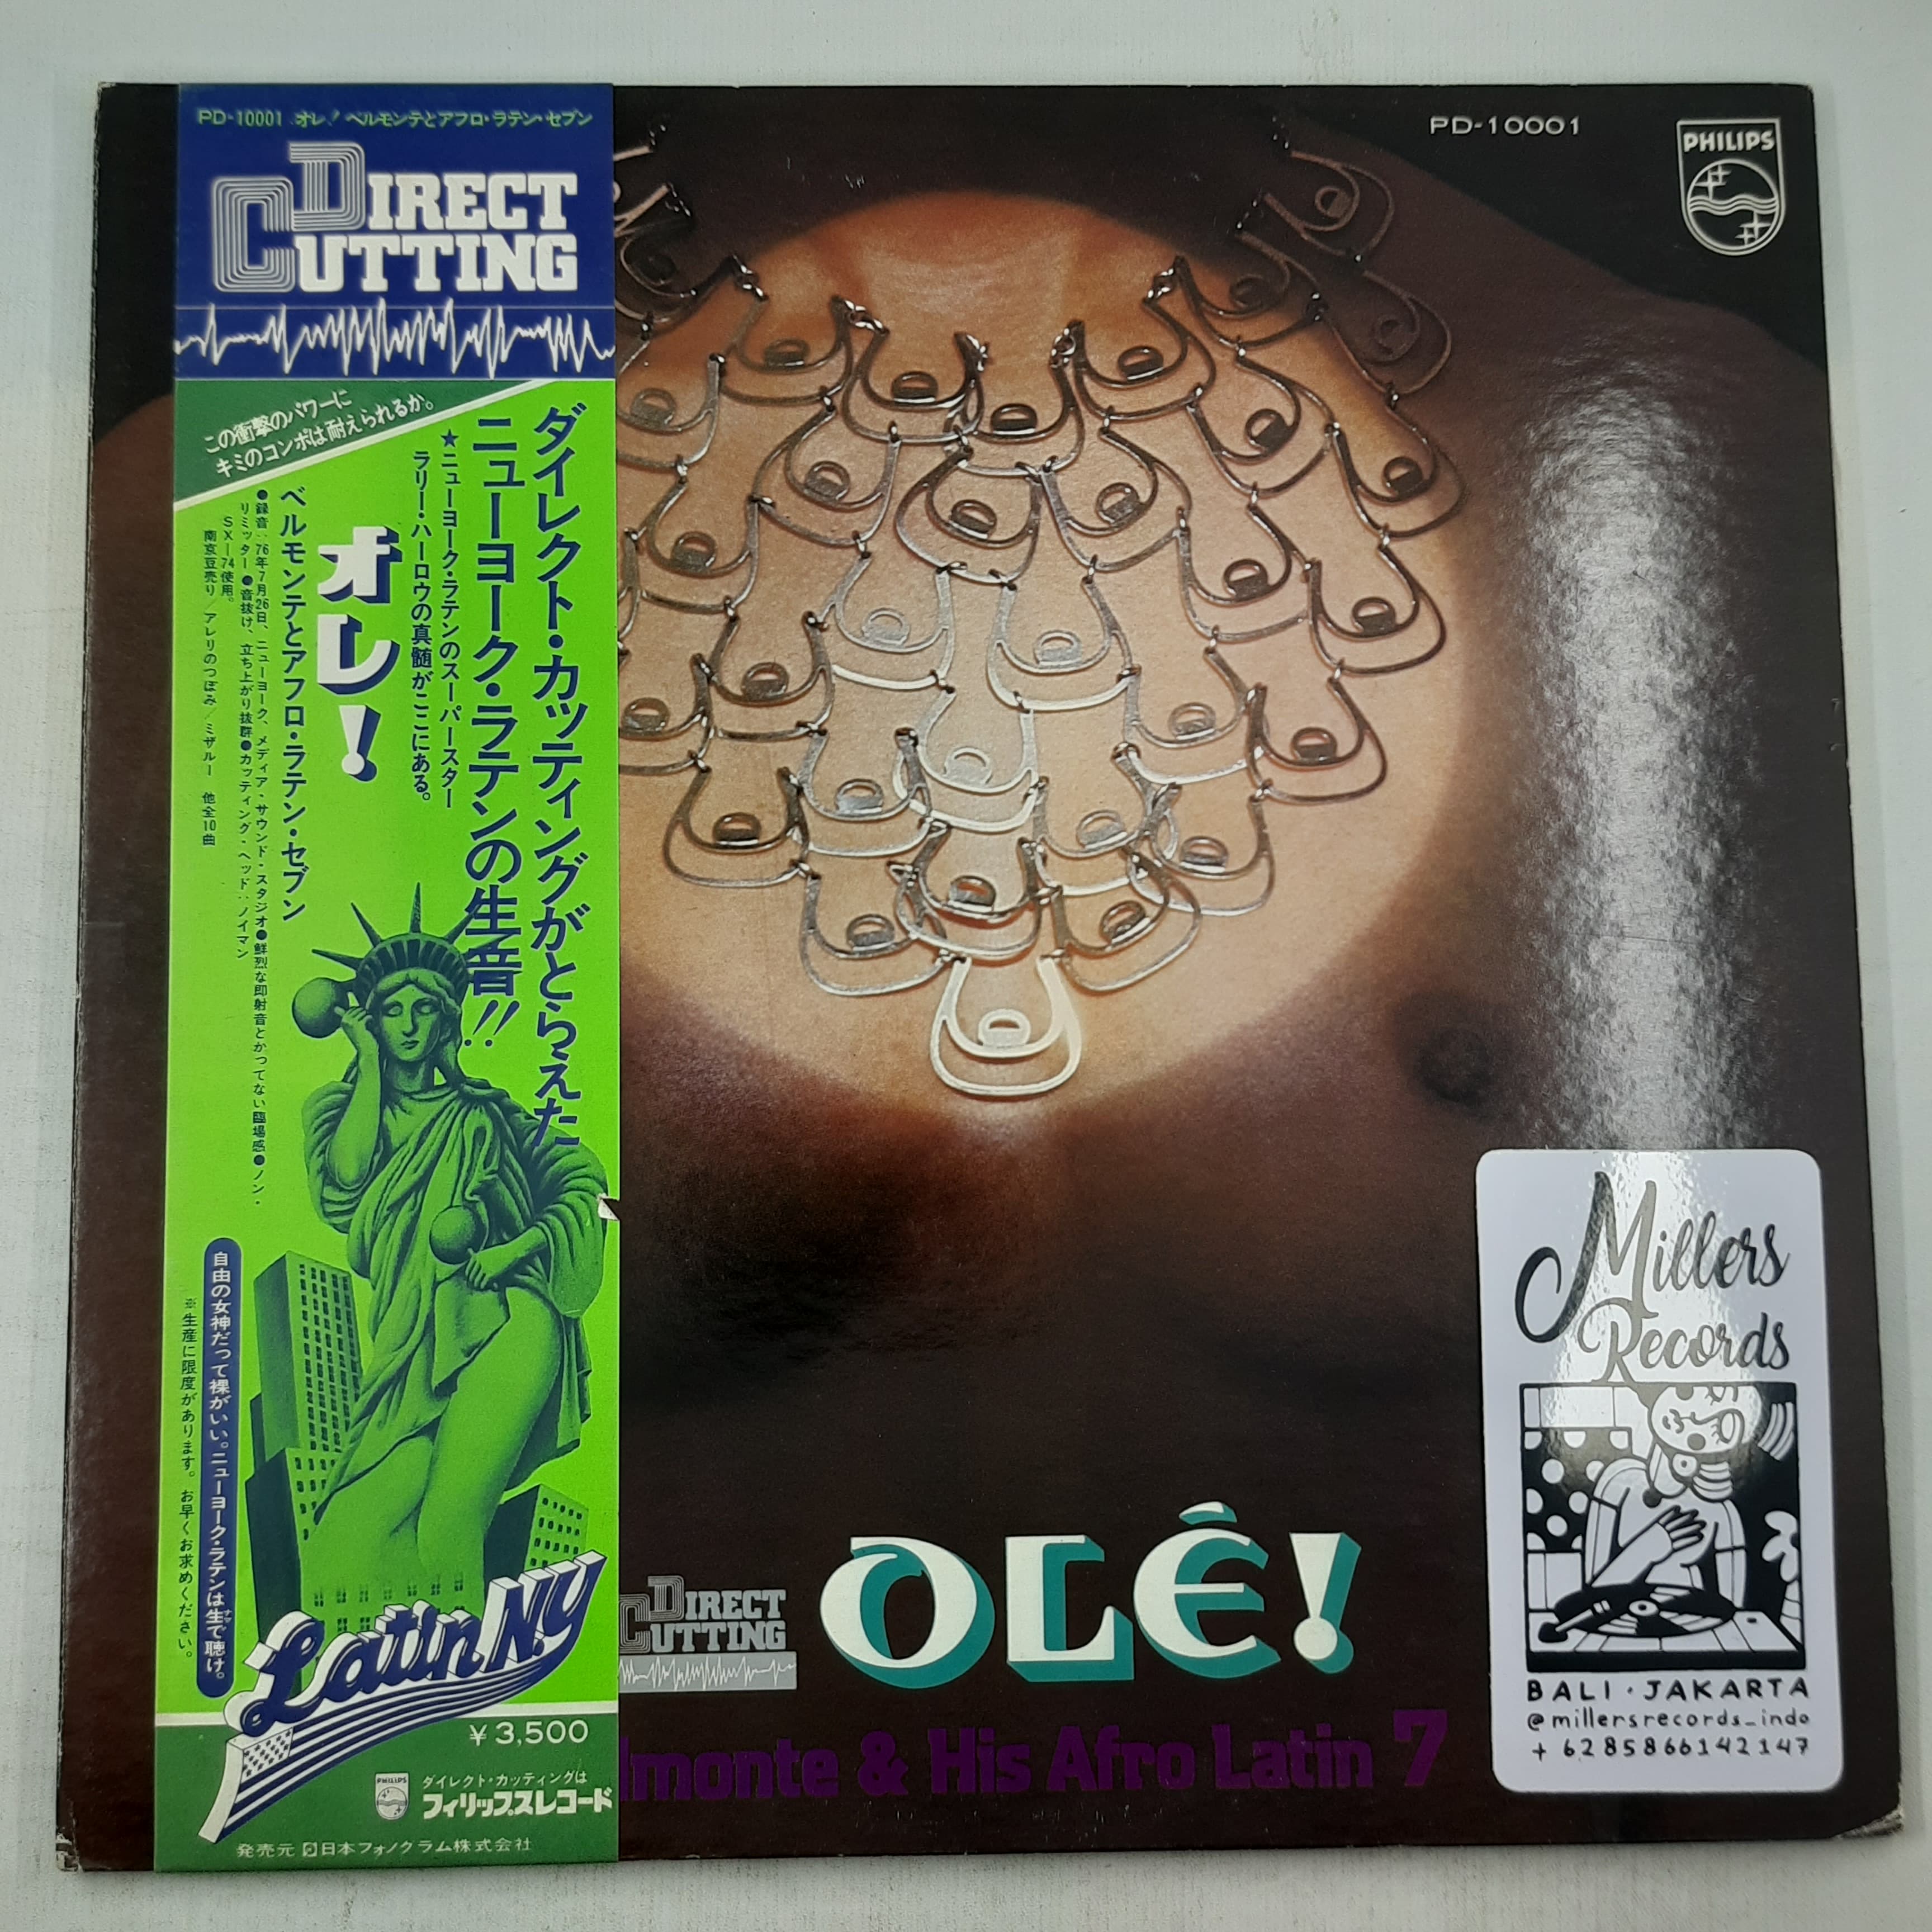 PD-10001 オレ! ベルモンテとアフロ・ラテン・セブン
DIRECT
CUTTING
この衝撃のパワーに
キミのコンポは耐えられるか。
ダイレクト・カッティングがとらえた
ニューヨーク・ラテンの生音!!
★ニューヨーク・ラテンのスーパースター
ラリー・ハーロウの真髄がここにある。
オレ!
ベルモンテとアフロ・ラテン・セブン
●録音:'76年7月26日、ニューヨーク、メディア・サウンド・スタジオ●鮮烈な即射音とかってない臨場感●ノン・
リミッター●音抜け、立ち上がり抜群●カッティング・ヘッド:ノイマン
SX-74使用。
南京豆売り/アレリのつぼみ/ミザルー 他全10曲
自由の女神だって裸がいい。ニューヨーク・ラテンは生で聴け。
ナマ
※生産に限度があります。お早くお求めください。
Latin N.Y
¥3,500
PHILIPS
ダイレクト・カッティングは
フィリップスレコード
発売元 日本フォノグラム株式会社
PD-10001
PHILIPS
DIRECT
CUTTING
OLÊ!
lmonte & His Afro Latin 7
Millers
Records
BALI・JAKARTA
@millersrecords_indo
+ 6285866142147